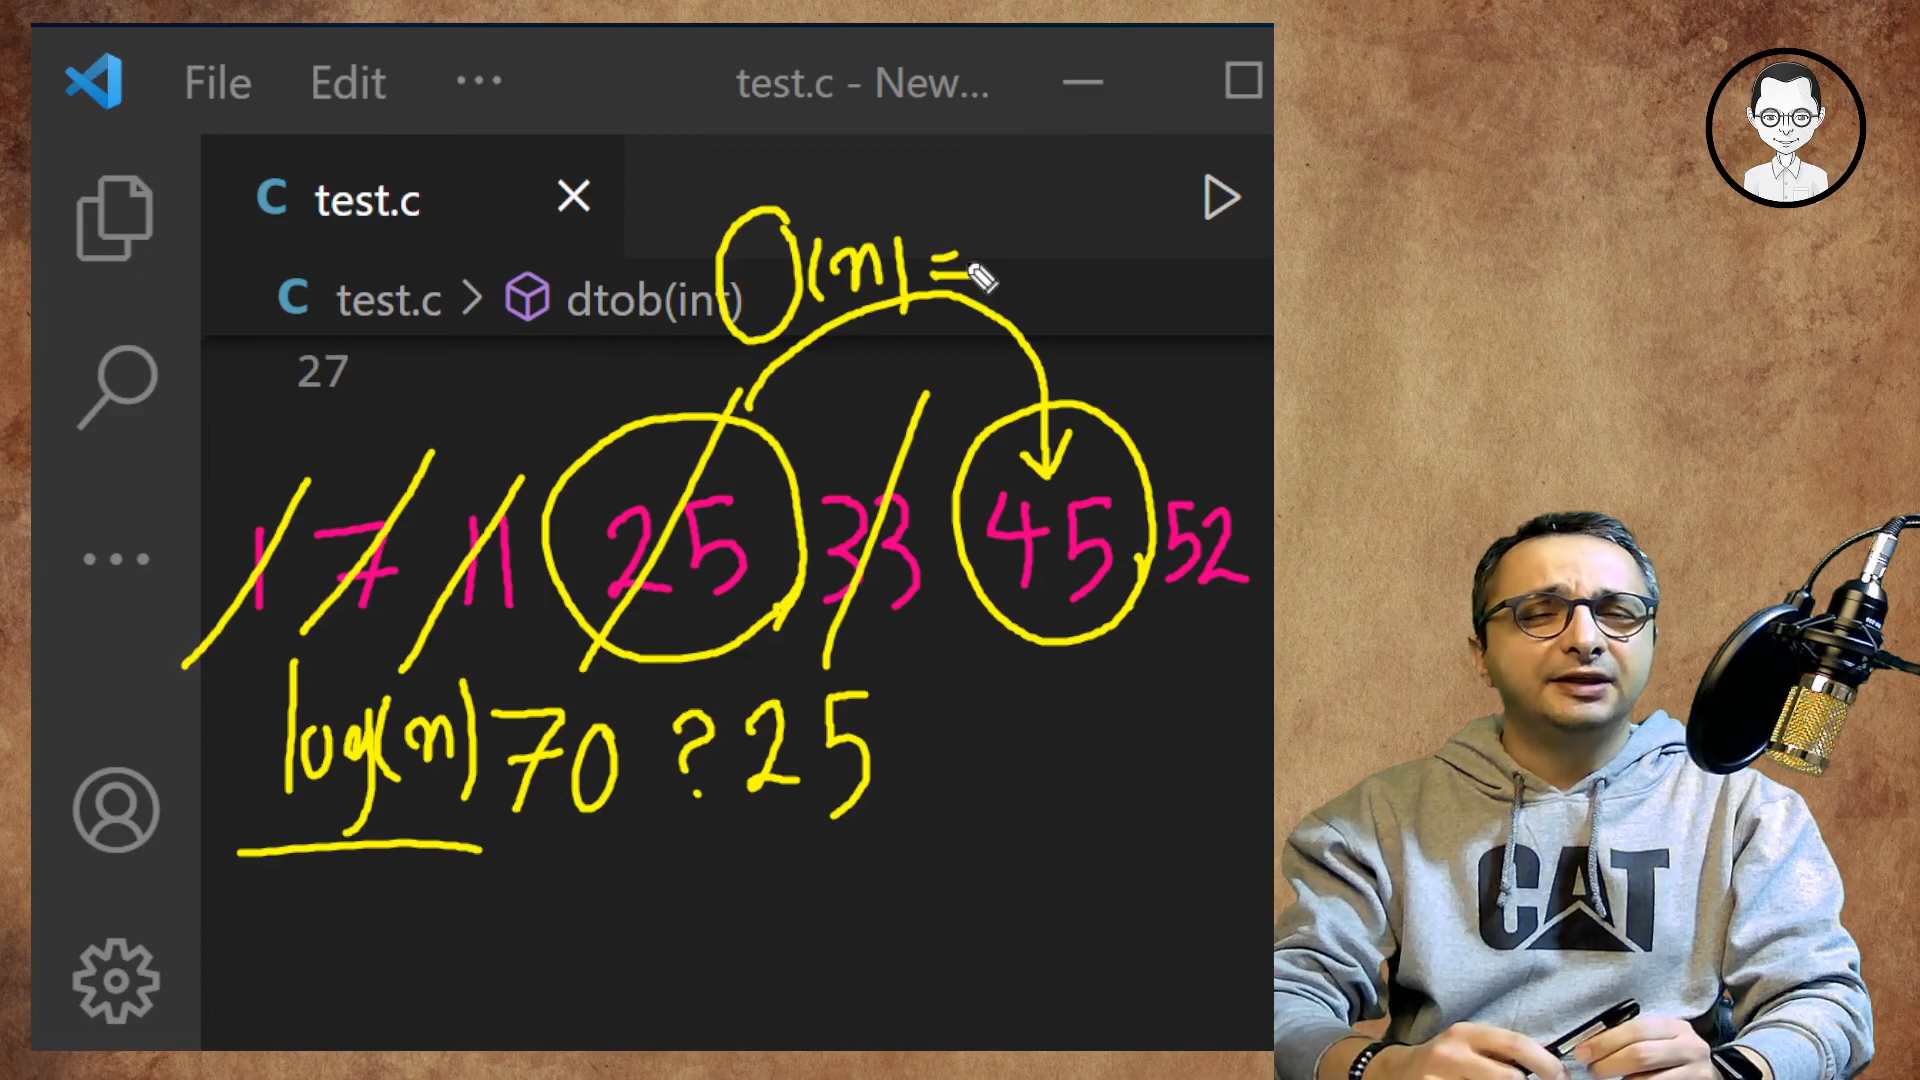 File Edit ··· test.c - New...
C test.c
O(n) =
C test.c > dtob(int)
27
1 7 11 25 33 45 52
log(n) 70 ? 25
CAT